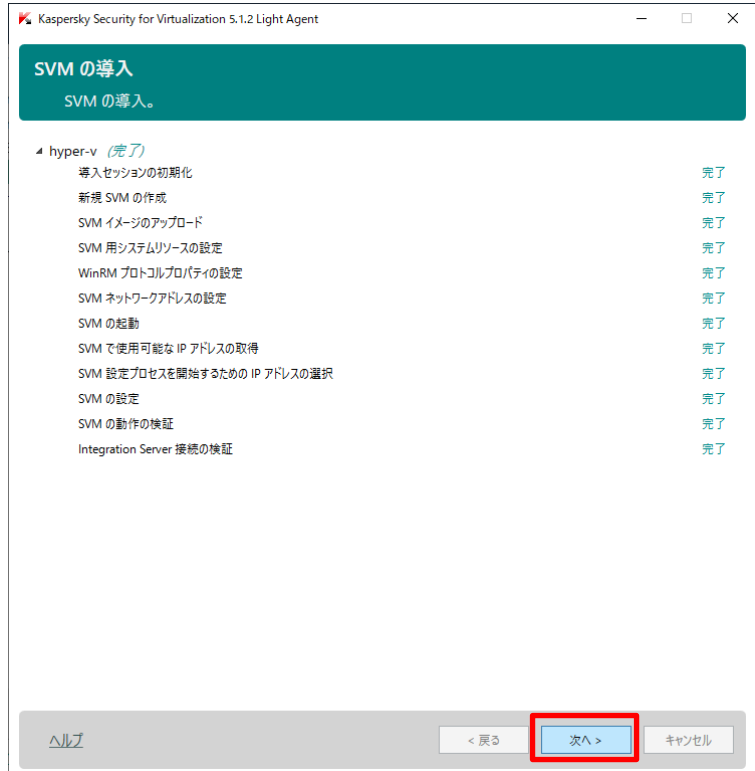 Kaspersky Security for Virtualization 5.1.2 Light Agent
SVM の導入
SVM の導入。
hyper-v (完了)
導入セッションの初期化 完了
新規 SVM の作成 完了
SVM イメージのアップロード 完了
SVM 用システムリソースの設定 完了
WinRM プロトコルプロパティの設定 完了
SVM ネットワークアドレスの設定 完了
SVM の起動 完了
SVM で使用可能な IP アドレスの取得 完了
SVM 設定プロセスを開始するための IP アドレスの選択 完了
SVM の設定 完了
SVM の動作の検証 完了
Integration Server 接続の検証 完了
ヘルプ < 戻る 次へ > キャンセル